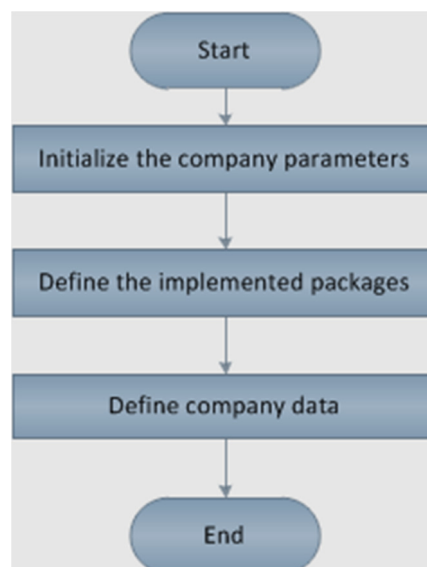 Start
Initialize the company parameters
Define the implemented packages
Define company data
End